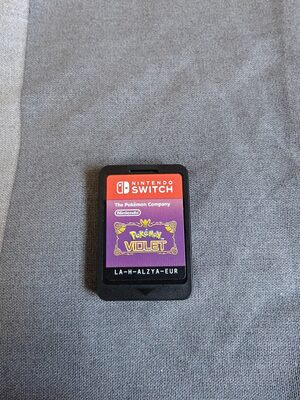 NINTENDO
SWITCH
The Pokémon Company
Nintendo
POKéMON
VIOLET
LA-H-ALZYA-EUR